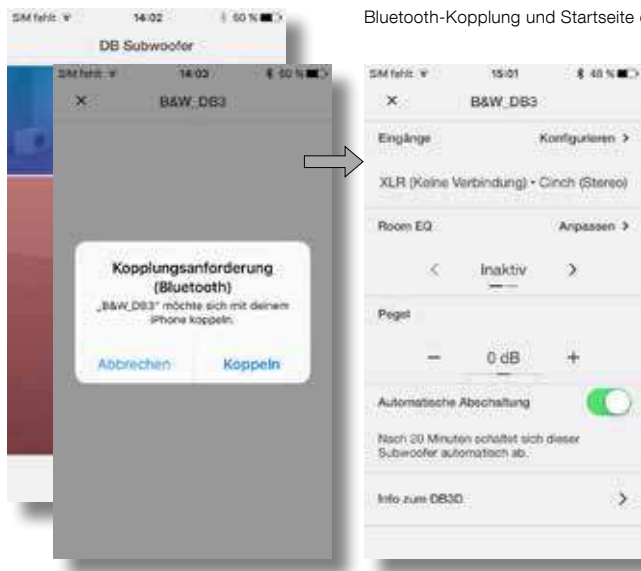 Bluetooth-Kopplung und Startseite
SIM fehlt 14:02 60 %
DB Subwoofer
SIM fehlt 14:03 60 %
× B&W_DB3
Kopplungsanforderung
(Bluetooth)
„B&W_DB3“ möchte sich mit deinem
iPhone koppeln.
Abbrechen Koppeln
SIM fehlt 15:01 48 %
× B&W_DB3
Eingänge Konfigurieren >
XLR (Keine Verbindung) • Cinch (Stereo)
Room EQ Anpassen >
< Inaktiv >
Pegel
− 0 dB +
Automatische Abschaltung
Nach 20 Minuten schaltet sich dieser
Subwoofer automatisch ab.
Info zum DB3D >